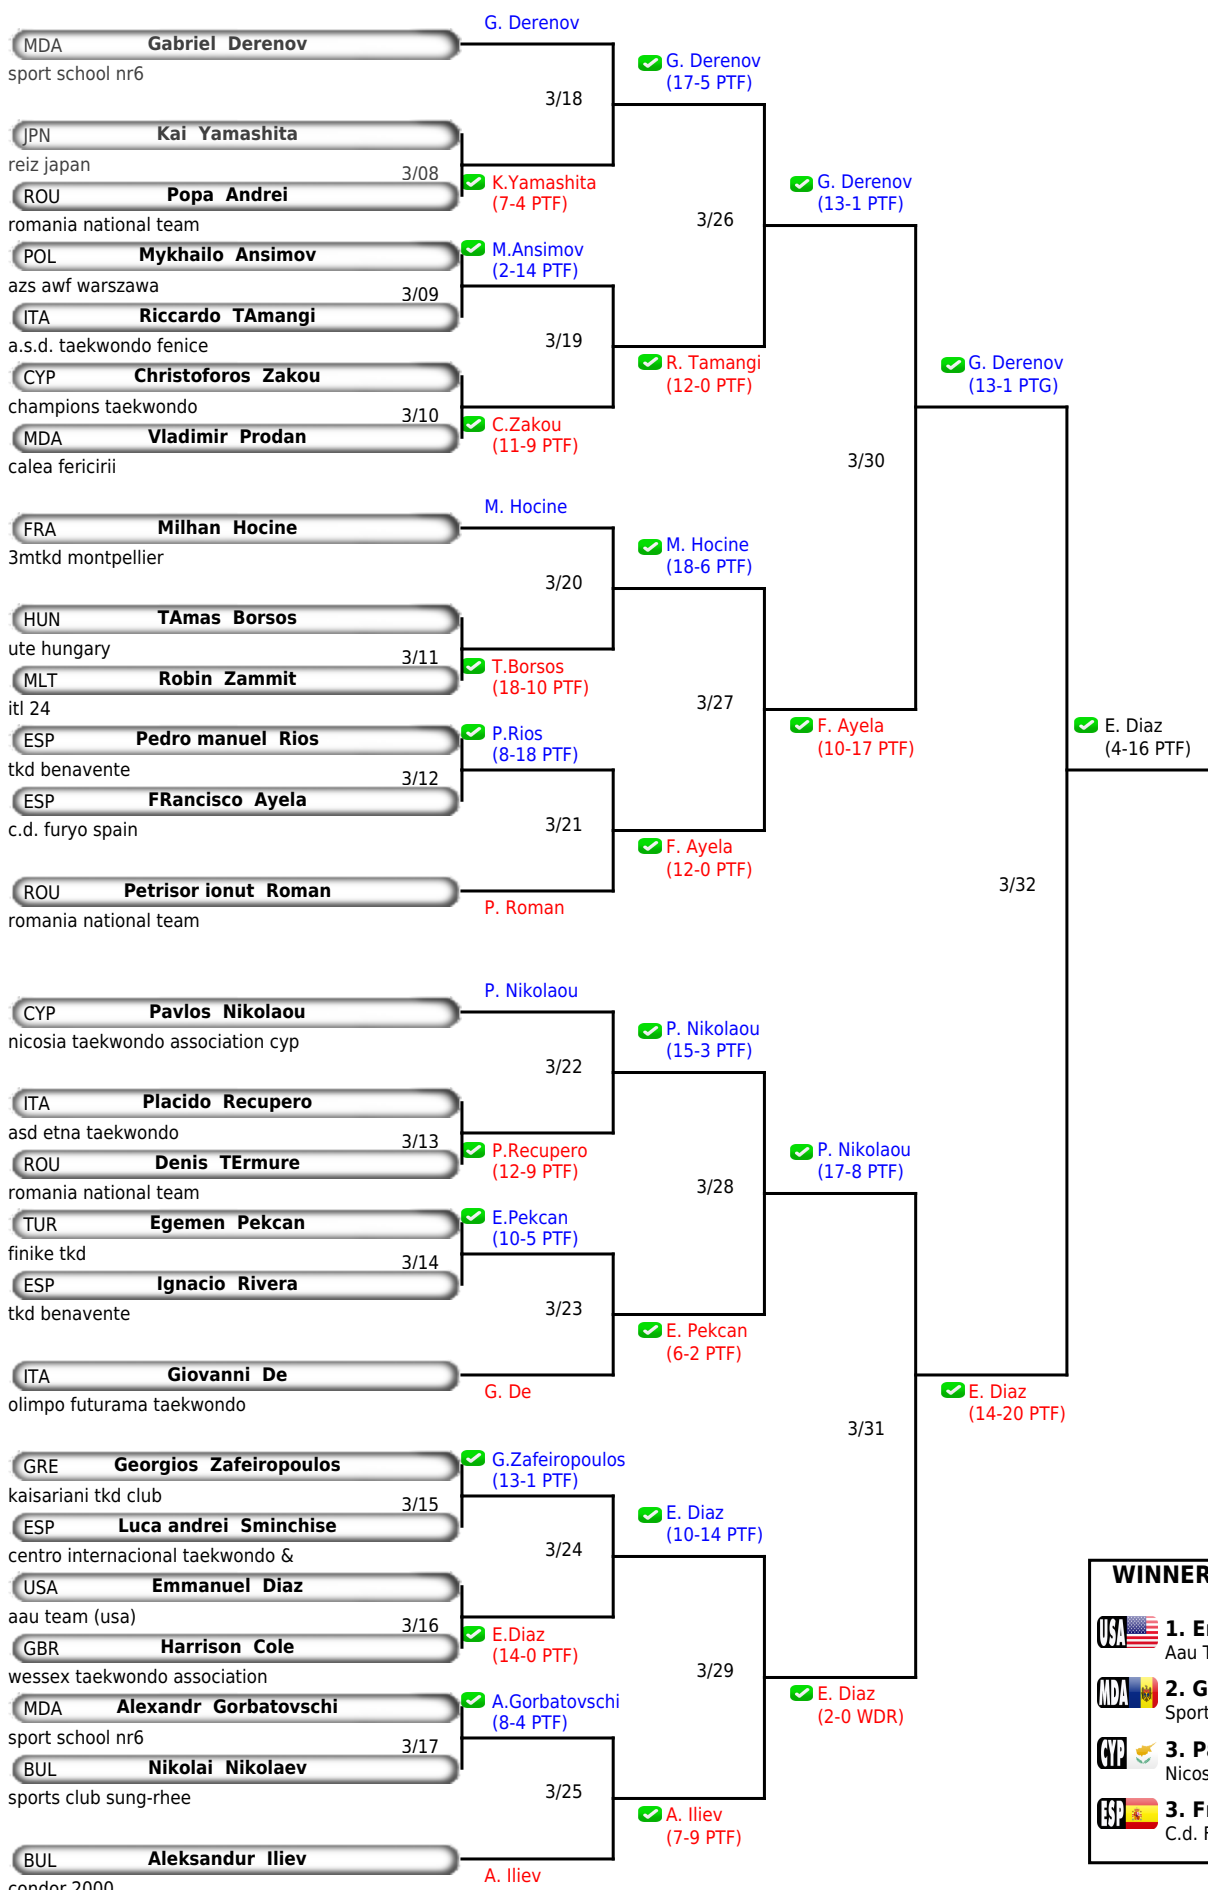 G. Derenov
MDA Gabriel Derenov
sport school nr6
G. Derenov
(17-5 PTF)
3/18
JPN Kai Yamashita
reiz japan
3/08
K.Yamashita
(7-4 PTF)
ROU Popa Andrei
romania national team
G. Derenov
(13-1 PTF)
3/26
POL Mykhailo Ansimov
azs awf warszawa
M.Ansimov
(2-14 PTF)
3/09
ITA Riccardo TAmangi
a.s.d. taekwondo fenice
3/19
R. Tamangi
(12-0 PTF)
CYP Christoforos Zakou
champions taekwondo
3/10
C.Zakou
(11-9 PTF)
MDA Vladimir Prodan
calea fericirii
G. Derenov
(13-1 PTG)
3/30
M. Hocine
FRA Milhan Hocine
3mtkd montpellier
M. Hocine
(18-6 PTF)
3/20
HUN TAmas Borsos
ute hungary
3/11
T.Borsos
(18-10 PTF)
MLT Robin Zammit
itl 24
3/27
ESP Pedro manuel Rios
tkd benavente
P.Rios
(8-18 PTF)
3/12
F. Ayela
(10-17 PTF)
E. Diaz
(4-16 PTF)
ESP FRancisco Ayela
c.d. furyo spain
3/21
F. Ayela
(12-0 PTF)
ROU Petrisor ionut Roman
romania national team
P. Roman
3/32
P. Nikolaou
CYP Pavlos Nikolaou
nicosia taekwondo association cyp
P. Nikolaou
(15-3 PTF)
3/22
ITA Placido Recupero
asd etna taekwondo
3/13
P.Recupero
(12-9 PTF)
ROU Denis TErmure
romania national team
P. Nikolaou
(17-8 PTF)
3/28
TUR Egemen Pekcan
finike tkd
E.Pekcan
(10-5 PTF)
3/14
ESP Ignacio Rivera
tkd benavente
3/23
E. Pekcan
(6-2 PTF)
ITA Giovanni De
olimpo futurama taekwondo
G. De
E. Diaz
(14-20 PTF)
3/31
GRE Georgios Zafeiropoulos
kaisariani tkd club
G.Zafeiropoulos
(13-1 PTF)
3/15
ESP Luca andrei Sminchise
centro internacional taekwondo &
E. Diaz
(10-14 PTF)
3/24
USA Emmanuel Diaz
aau team (usa)
3/16
E.Diaz
(14-0 PTF)
GBR Harrison Cole
wessex taekwondo association
3/29
E. Diaz
(2-0 WDR)
MDA Alexandr Gorbatovschi
sport school nr6
A.Gorbatovschi
(8-4 PTF)
3/17
BUL Nikolai Nikolaev
sports club sung-rhee
3/25
A. Iliev
(7-9 PTF)
BUL Aleksandur Iliev
condor 2000
A. Iliev
WINNER
USA 1. E
Aau T
MDA 2. G
Sport
CYP 3. P
Nicos
ESP 3. F
C.d. F